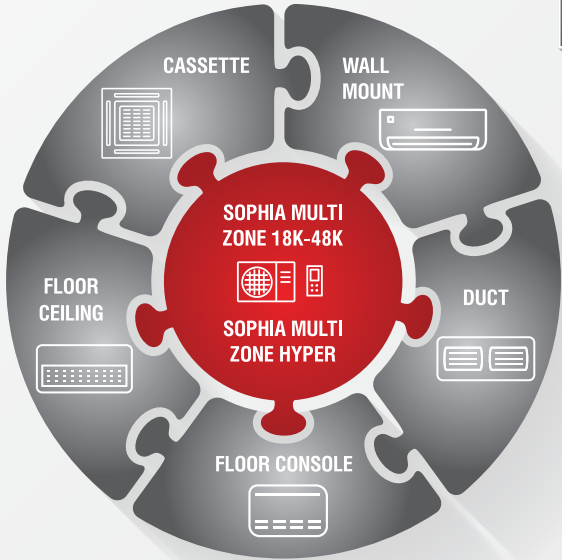 CASSETTE
WALL
MOUNT
SOPHIA MULTI
ZONE 18K-48K
SOPHIA MULTI
ZONE HYPER
FLOOR
CEILING
DUCT
FLOOR CONSOLE